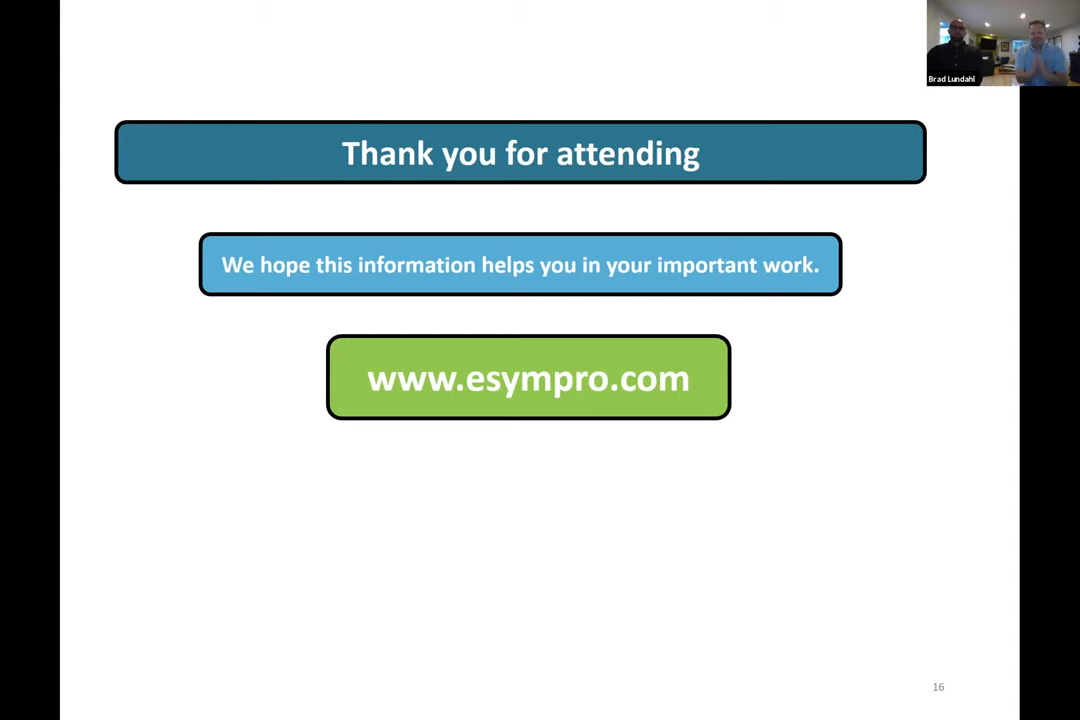 Brad Lundahl
Thank you for attending
We hope this information helps you in your important work.
www.esympro.com
16